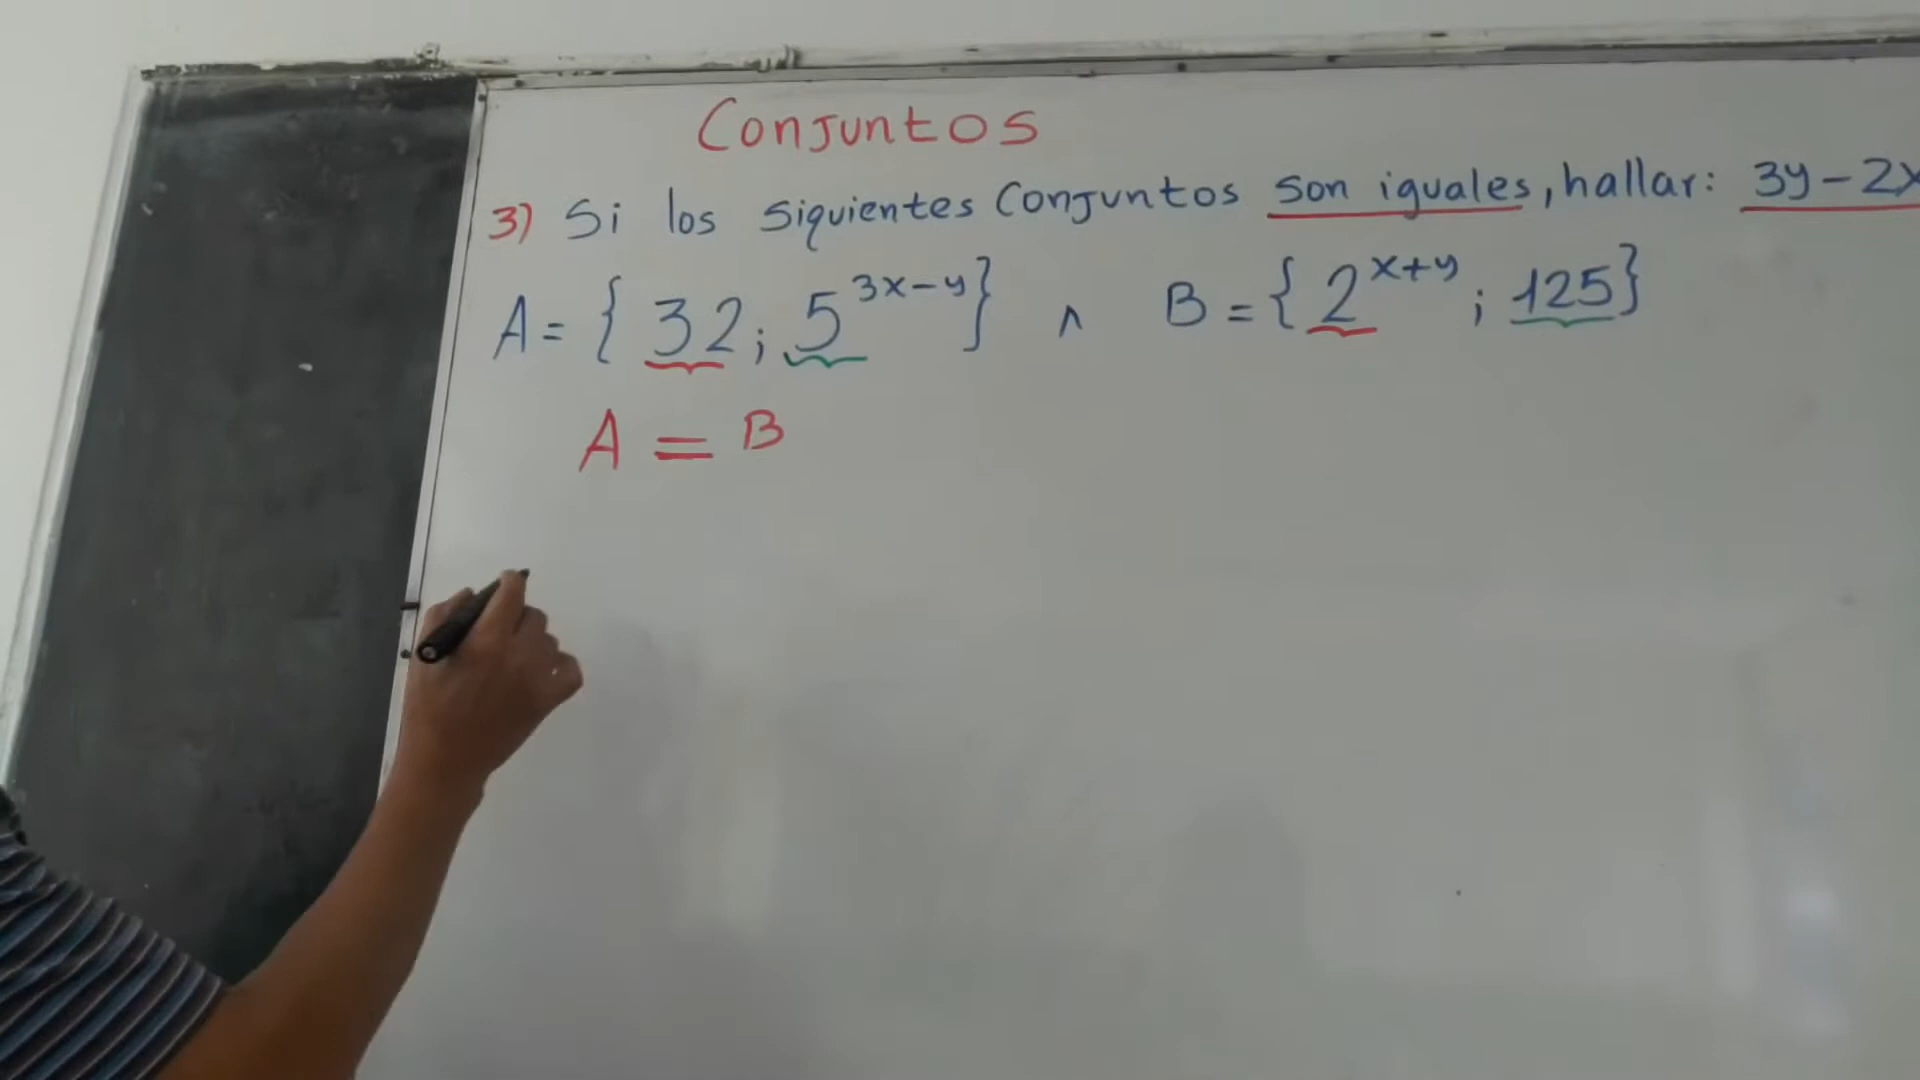 Conjuntos
3) Si los siguientes Conjuntos son iguales, hallar: 3y-2x
A = { 32 ; 5^{3x-y} } ∧ B = { 2^{x+y} ; 125 }
A = B